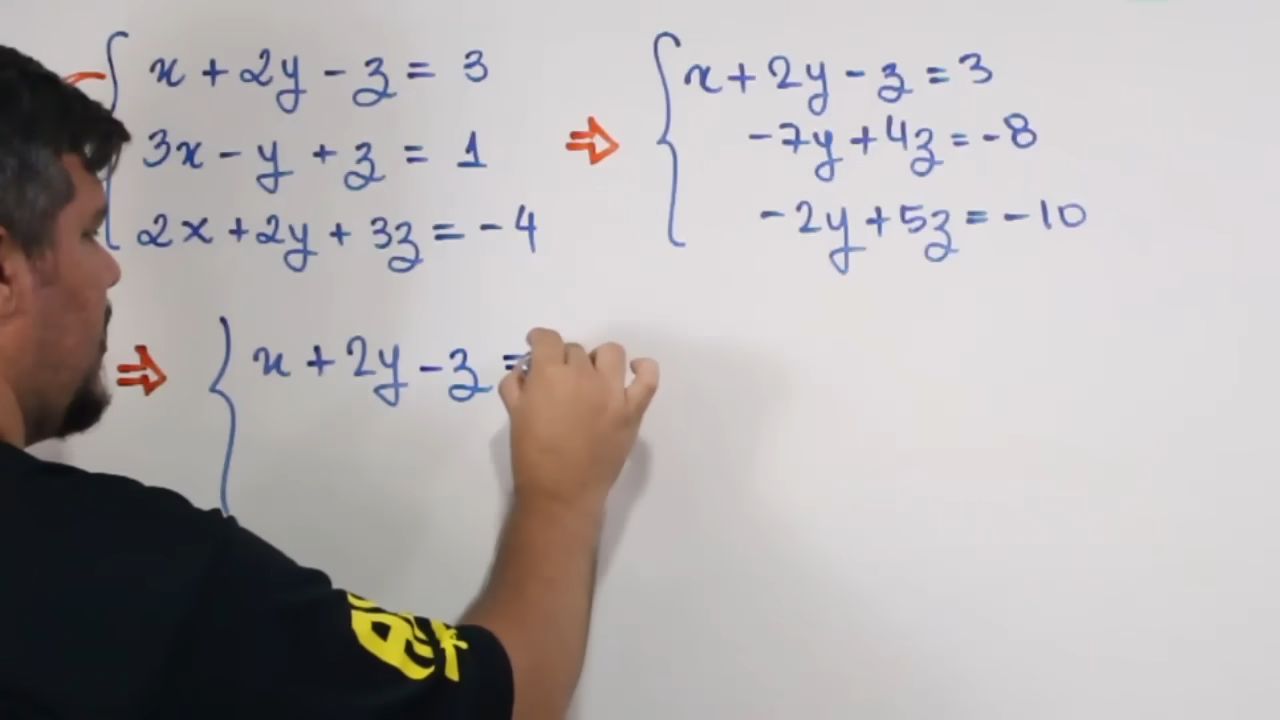 x + 2y - z = 3
3x - y + z = 1
2x + 2y + 3z = -4
⇒
x + 2y - z = 3
-7y + 4z = -8
-2y + 5z = -10
⇒
x + 2y - z =